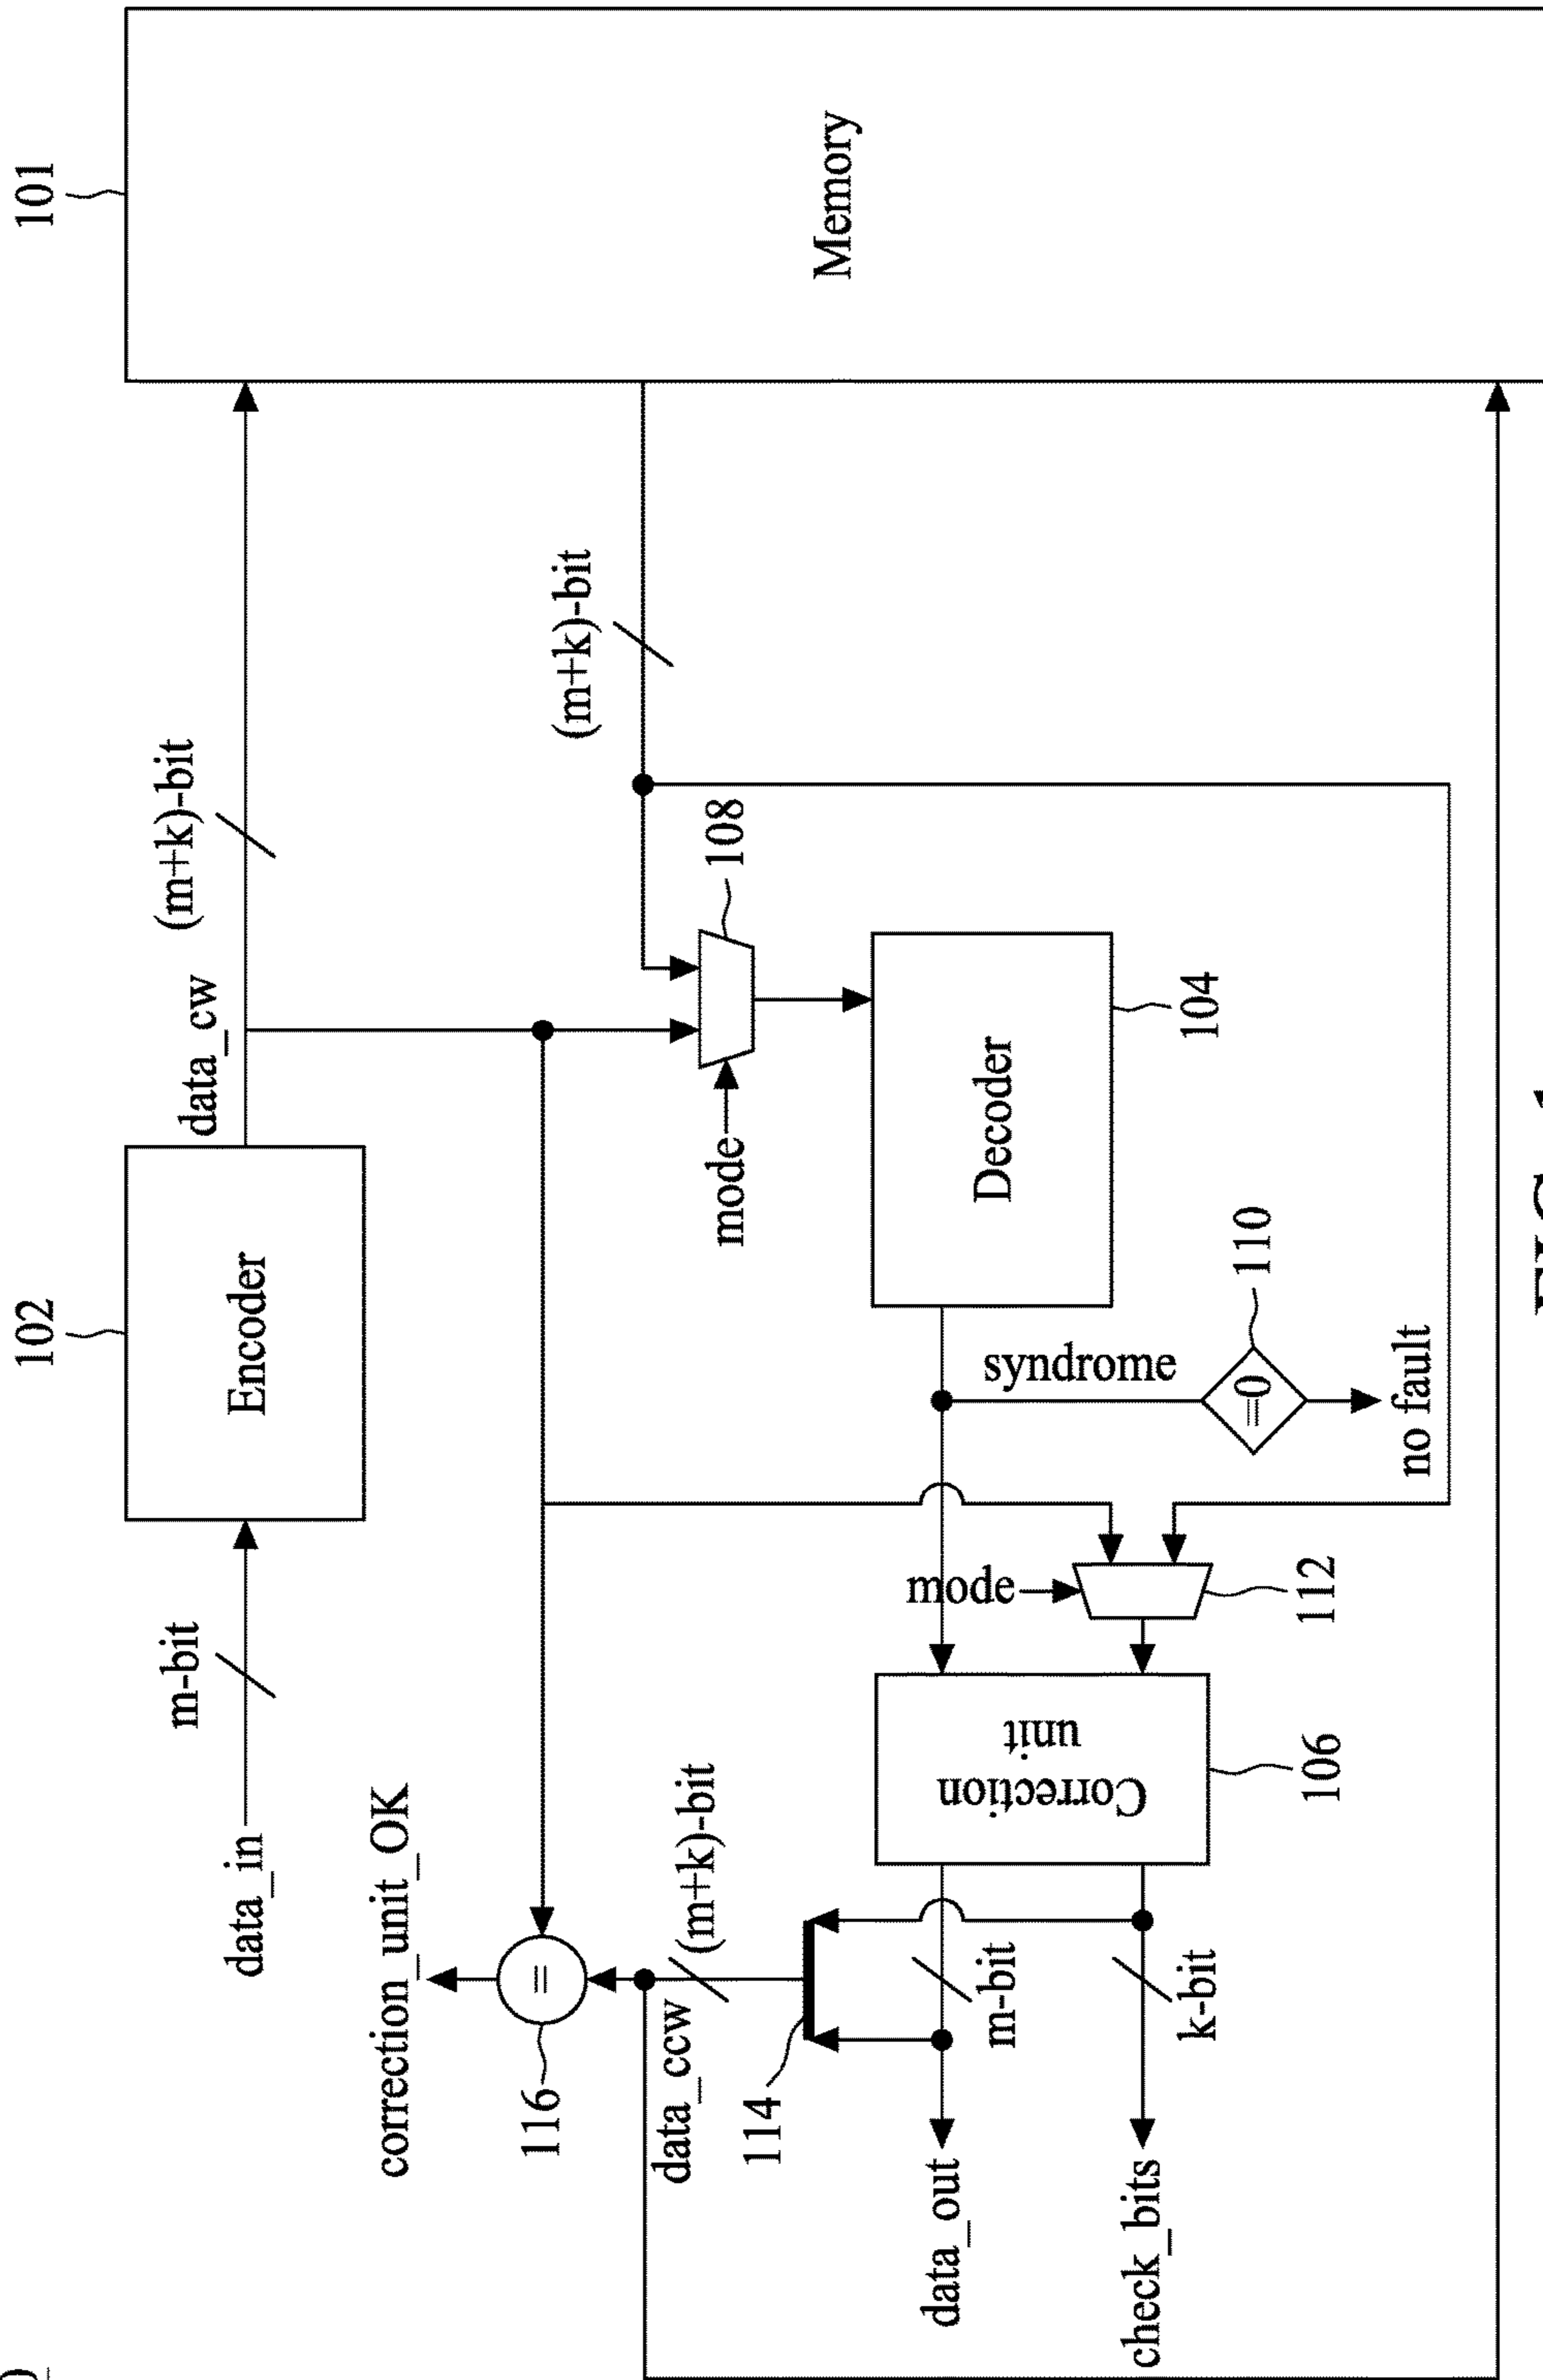 102
101
m-bit
data_in
Encoder
data_cw
(m+k)-bit
Memory
correction_unit_OK
116
data_ccw
(m+k)-bit
114
(m+k)-bit
mode
108
data_out
m-bit
check_bits
k-bit
Correction
unit
106
mode
112
syndrome
=0
110
no fault
Decoder
104
=